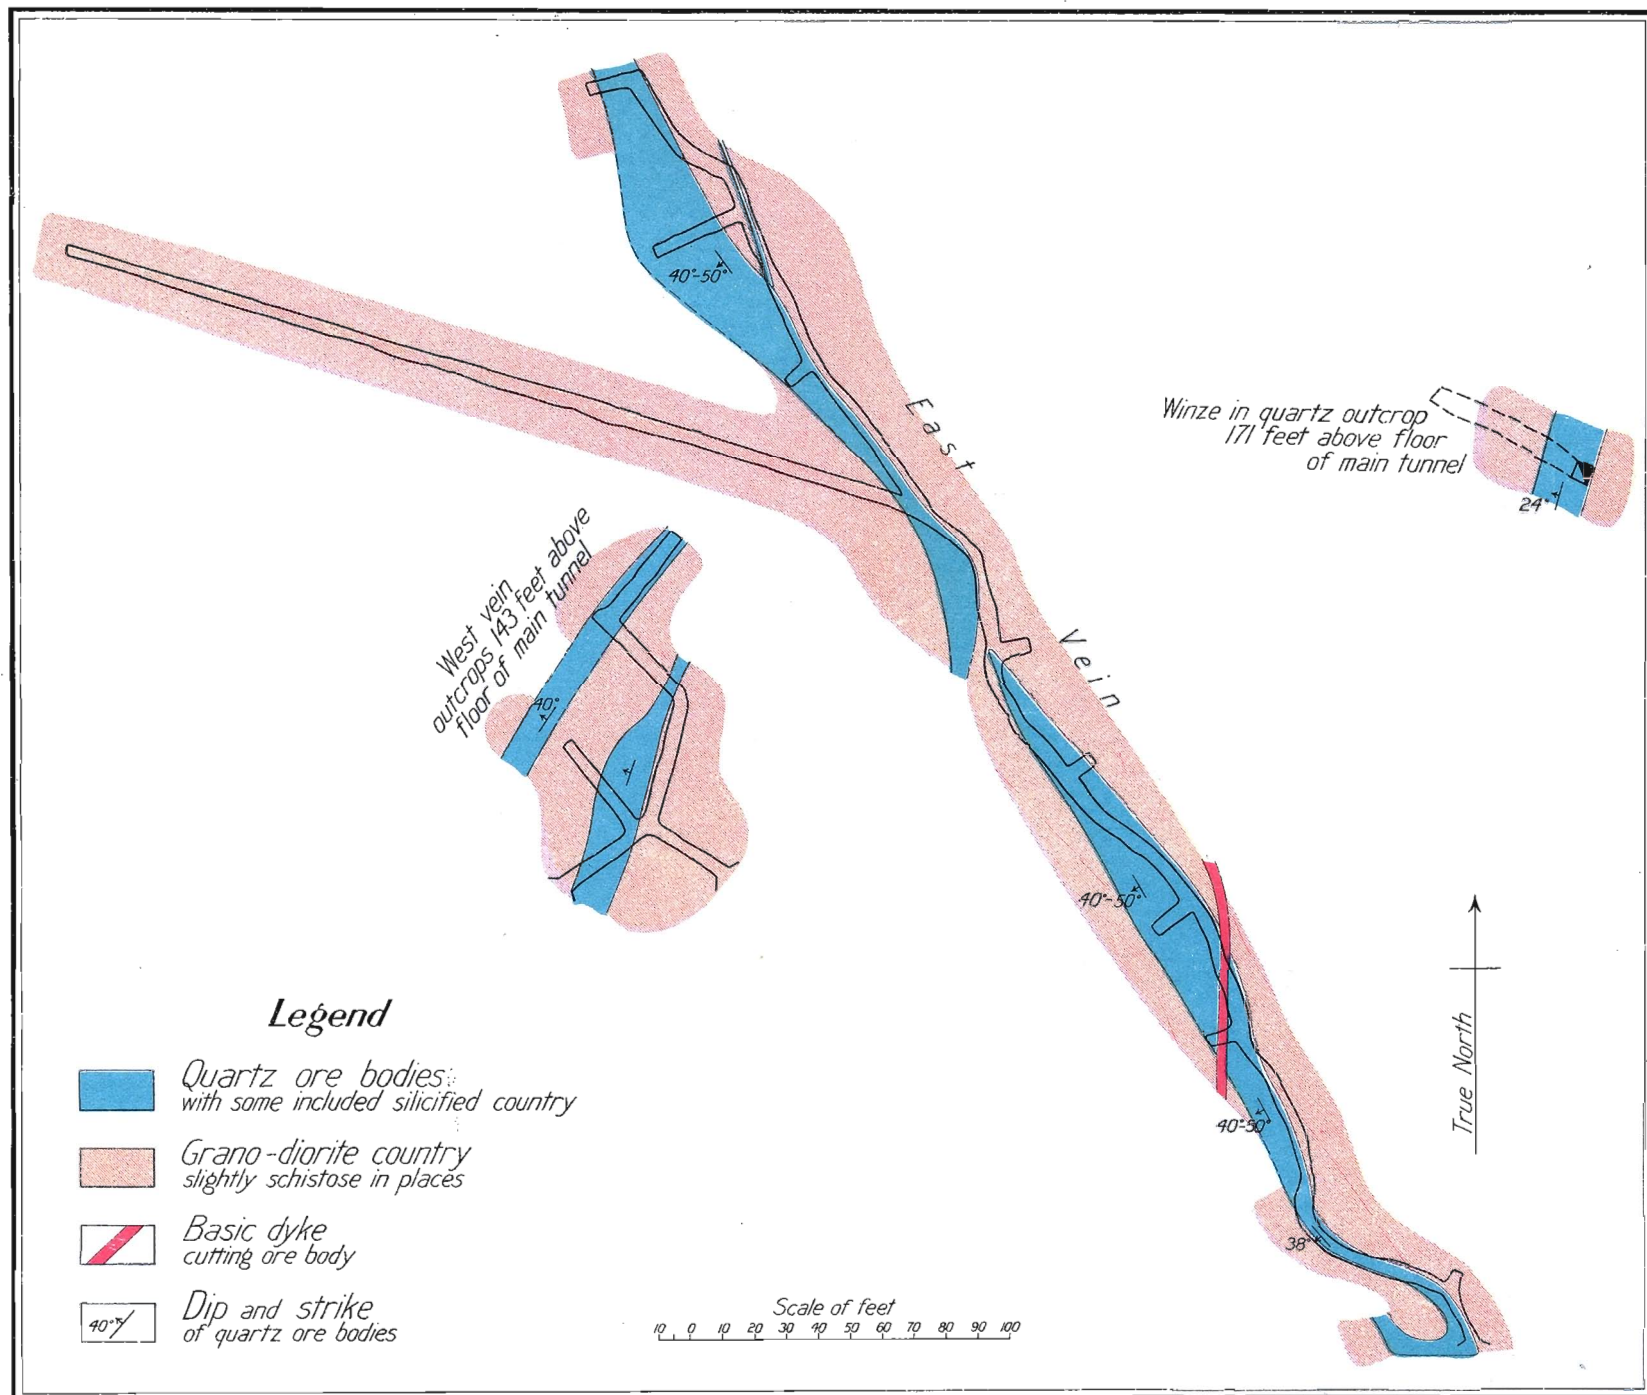 40°-50°
East
Winze in quartz outcrop
171 feet above floor
of main tunnel
24°
West vein
outcrops 143 feet above
floor of main tunnel
Vein
40°
40°-50°
True North
Legend
Quartz ore bodies:
with some included silicified country
40°-50°
Grano-diorite country
slightly schistose in places
Basic dyke
cutting ore body
38°
Dip and strike
of quartz ore bodies
40°
Scale of feet
10 0 10 20 30 40 50 60 70 80 90 100